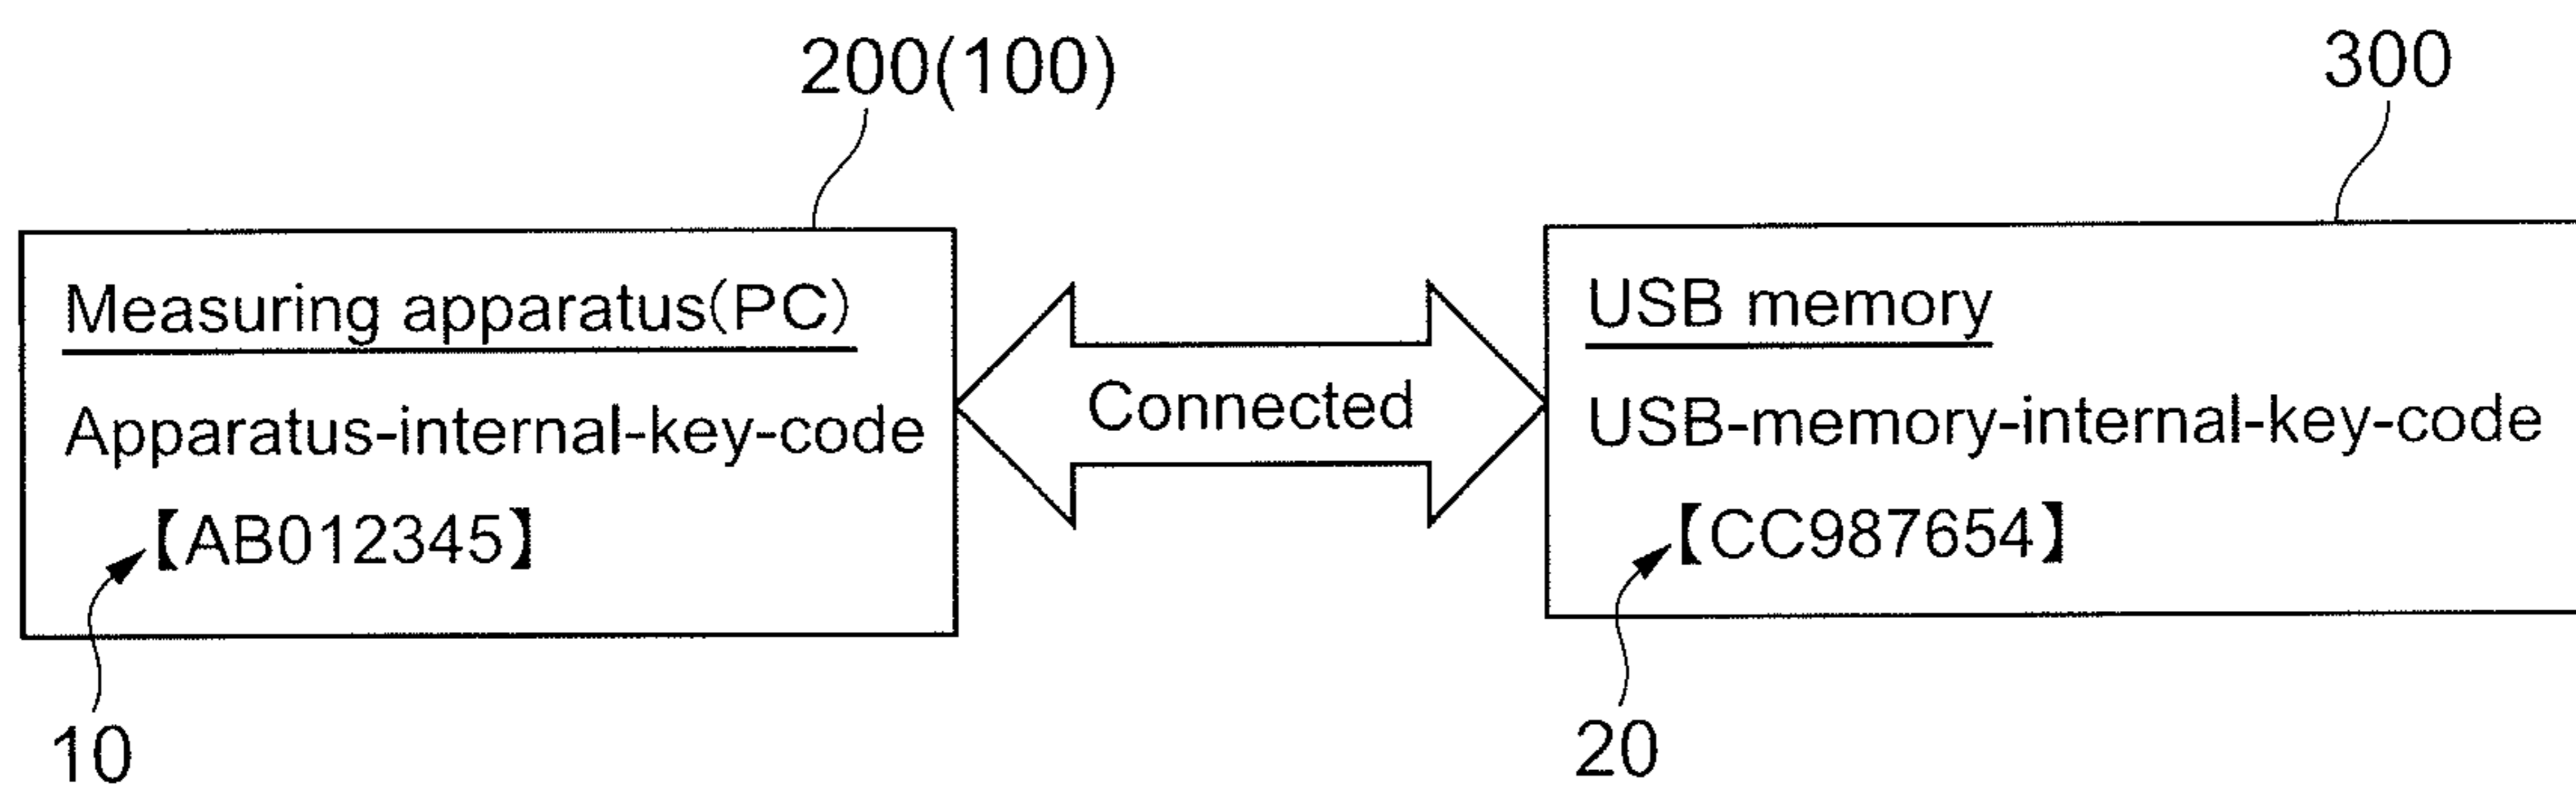 200(100)
300
Measuring apparatus(PC)
Apparatus-internal-key-code
【AB012345】
10
Connected
USB memory
USB-memory-internal-key-code
【CC987654】
20